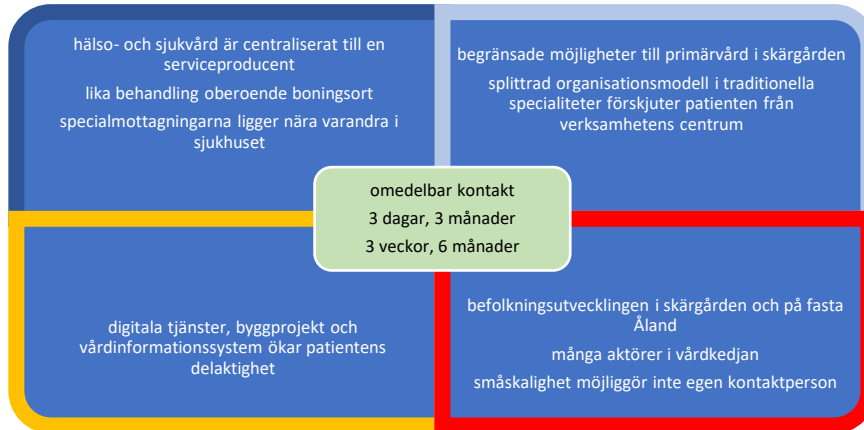 hälso- och sjukvård är centraliserat till en
serviceproducent
lika behandling oberoende boningsort
specialmottagningarna ligger nära varandra i
sjukhuset
begränsade möjligheter till primärvård i skärgården
splittrad organisationsmodell i traditionella
specialiteter förskjuter patienten från
verksamhetens centrum
omedelbar kontakt
3 dagar, 3 månader
3 veckor, 6 månader
digitala tjänster, byggprojekt och
vårdinformationssystem ökar patientens
delaktighet
befolkningsutvecklingen i skärgården och på fasta
Åland
många aktörer i vårdkedjan
småskalighet möjliggör inte egen kontaktperson